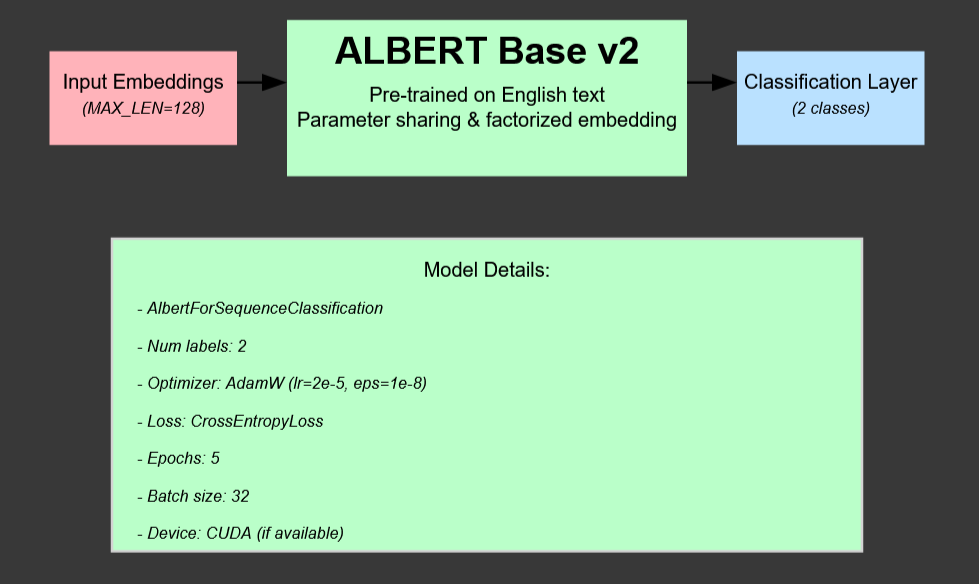 Input Embeddings
(MAX_LEN=128)
ALBERT Base v2
Pre-trained on English text
Parameter sharing & factorized embedding
Classification Layer
(2 classes)
Model Details:
- AlbertForSequenceClassification
- Num labels: 2
- Optimizer: AdamW (lr=2e-5, eps=1e-8)
- Loss: CrossEntropyLoss
- Epochs: 5
- Batch size: 32
- Device: CUDA (if available)